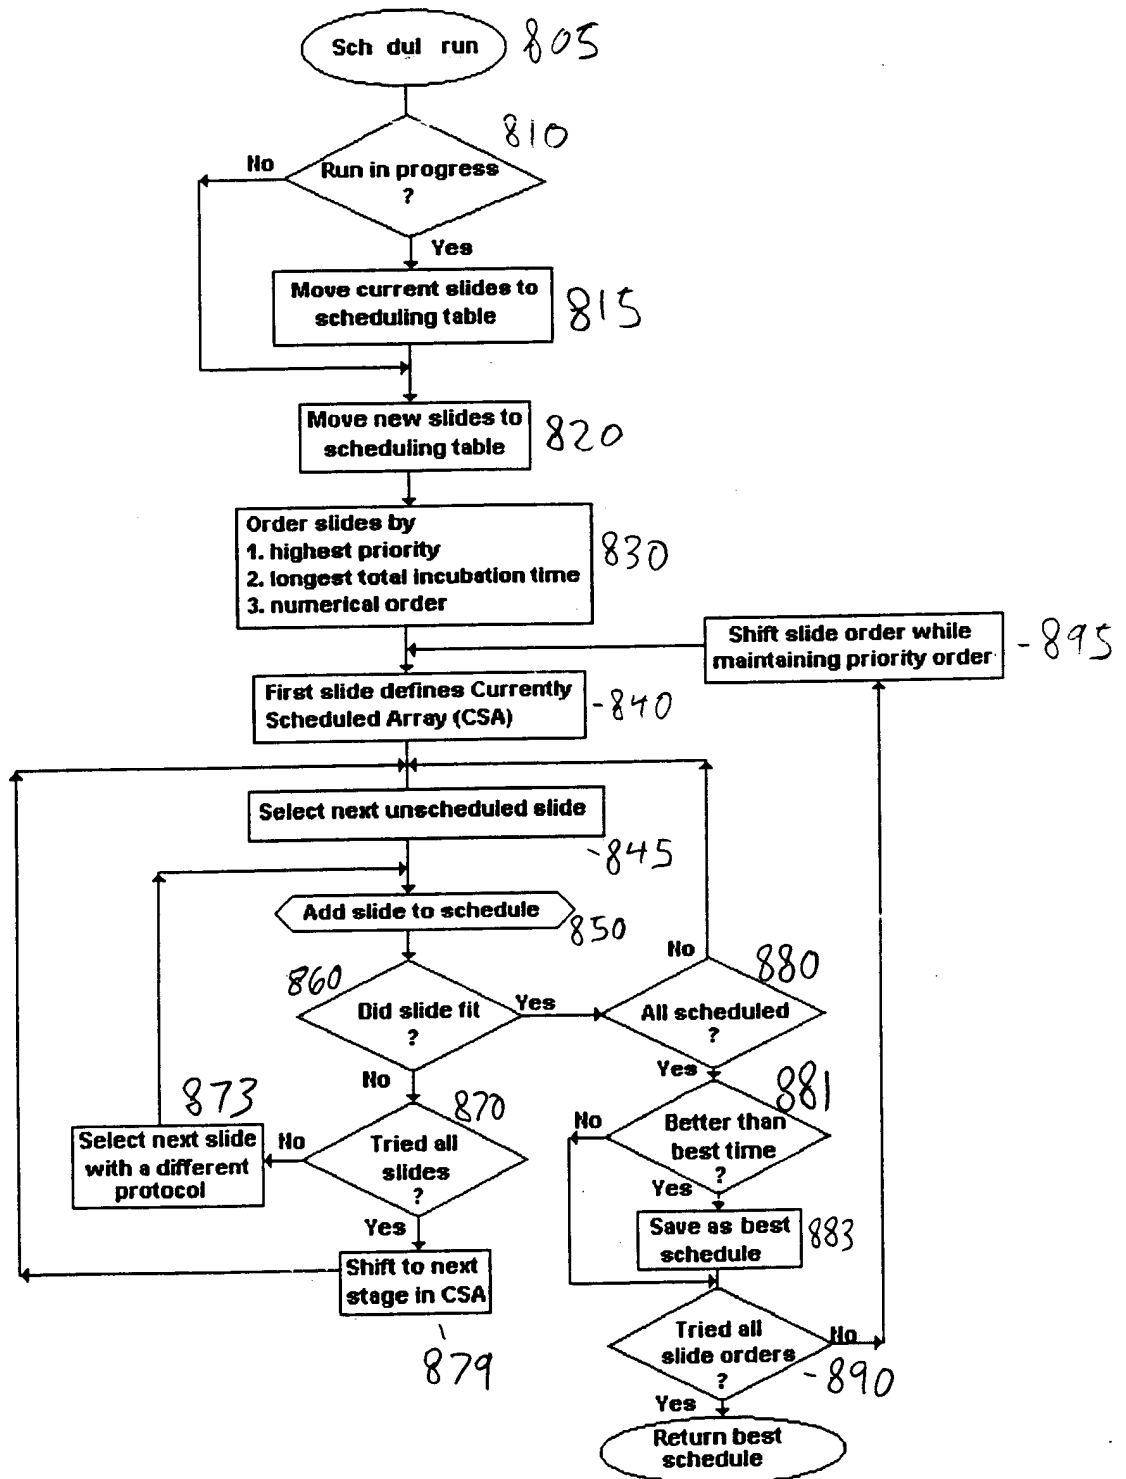 Sch dul run 805
810
No
Run in progress
?
Yes
Move current slides to
scheduling table
815
Move new slides to
scheduling table
820
Order slides by
1. highest priority
2. longest total incubation time
3. numerical order
830
Shift slide order while
maintaining priority order
-895
First slide defines Currently
Scheduled Array (CSA)
-840
Select next unscheduled slide
-845
Add slide to schedule
850
860
Did slide fit
?
Yes
No
880
All scheduled
?
No
870
Yes
881
873
Select next slide
with a different
protocol
No
Tried all
slides
?
No
Better than
best time
?
Yes
Yes
Save as best
schedule
883
Shift to next
stage in CSA
879
Tried all
slide orders
?
No
-890
Yes
Return best
schedule